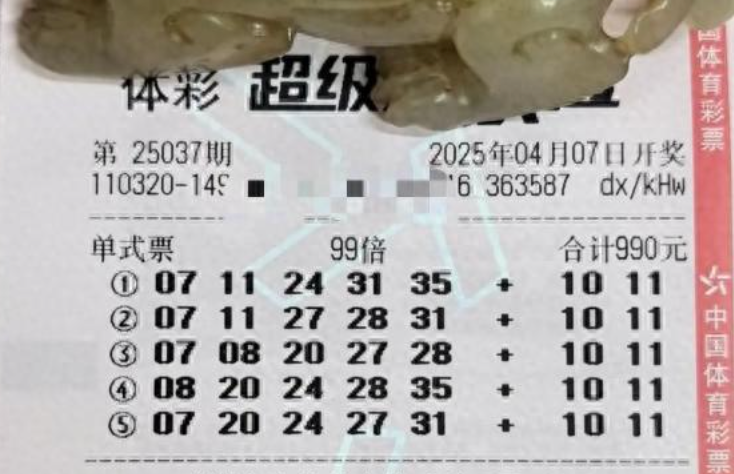 体彩 超级
第 25037期 2025年04月07日开奖
110320-149 6 363587 dx/kHw
单式票 99倍 合计990元
① 07 11 24 31 35 + 10 11
② 07 11 27 28 31 + 10 11
③ 07 08 20 27 28 + 10 11
④ 08 20 24 28 35 + 10 11
⑤ 07 20 24 27 31 + 10 11
国体育彩票
中国体育彩票